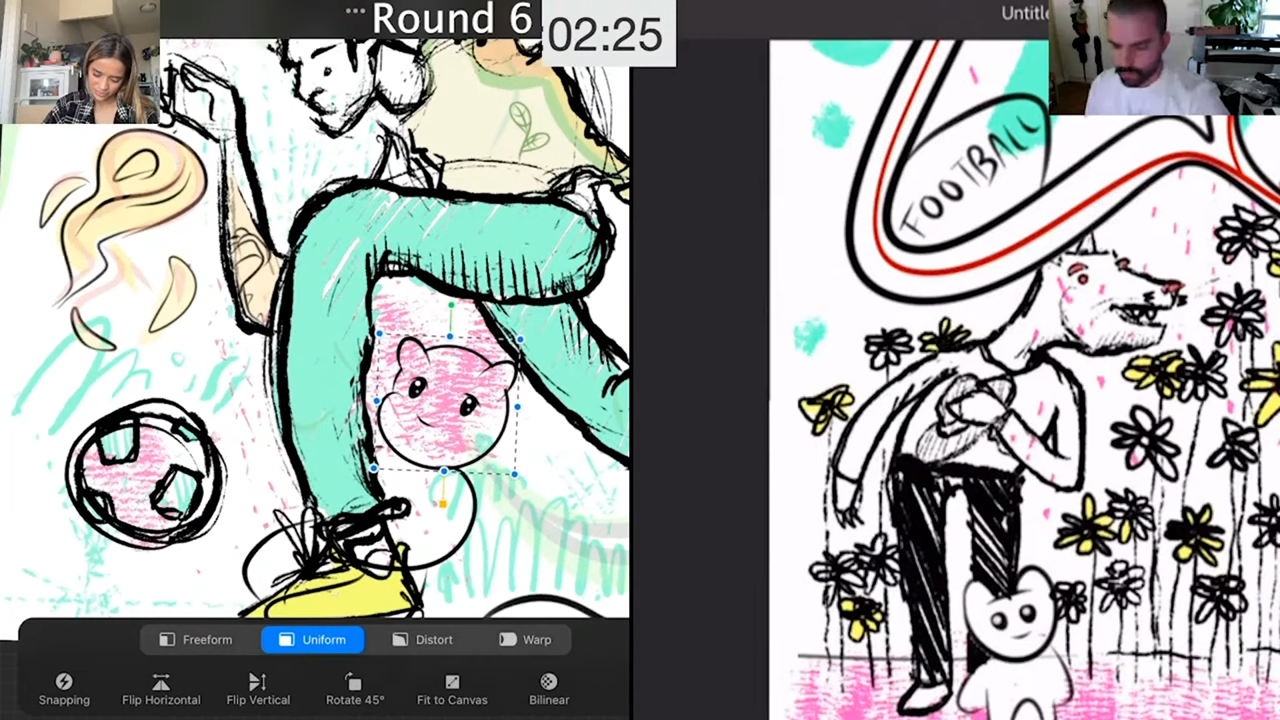 Round 6
02:25
Untitle
FOOTBALL
Freeform
Uniform
Distort
Warp
Snapping
Flip Horizontal
Flip Vertical
Rotate 45°
Fit to Canvas
Bilinear